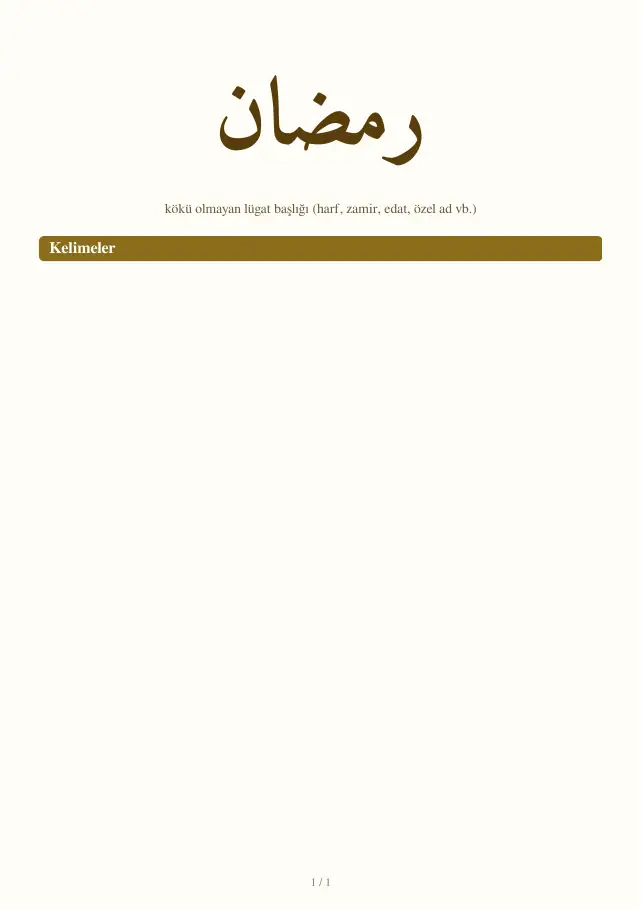 رمضان
kökü olmayan lügat başlığı (harf, zamir, edat, özel ad vb.)
Kelimeler
1 / 1